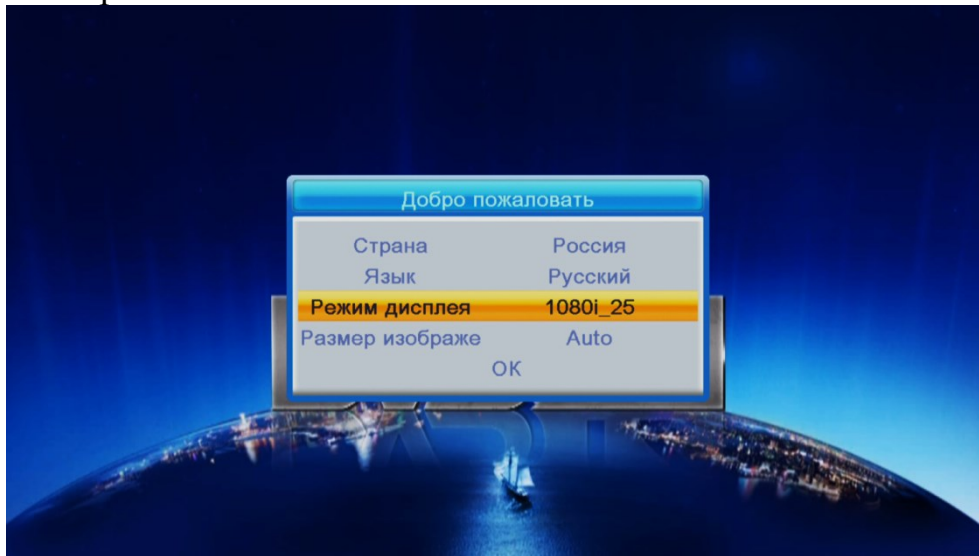 Добро пожаловать
Страна Россия
Язык Русский
Режим дисплея 1080i_25
Размер изображе Auto
OK